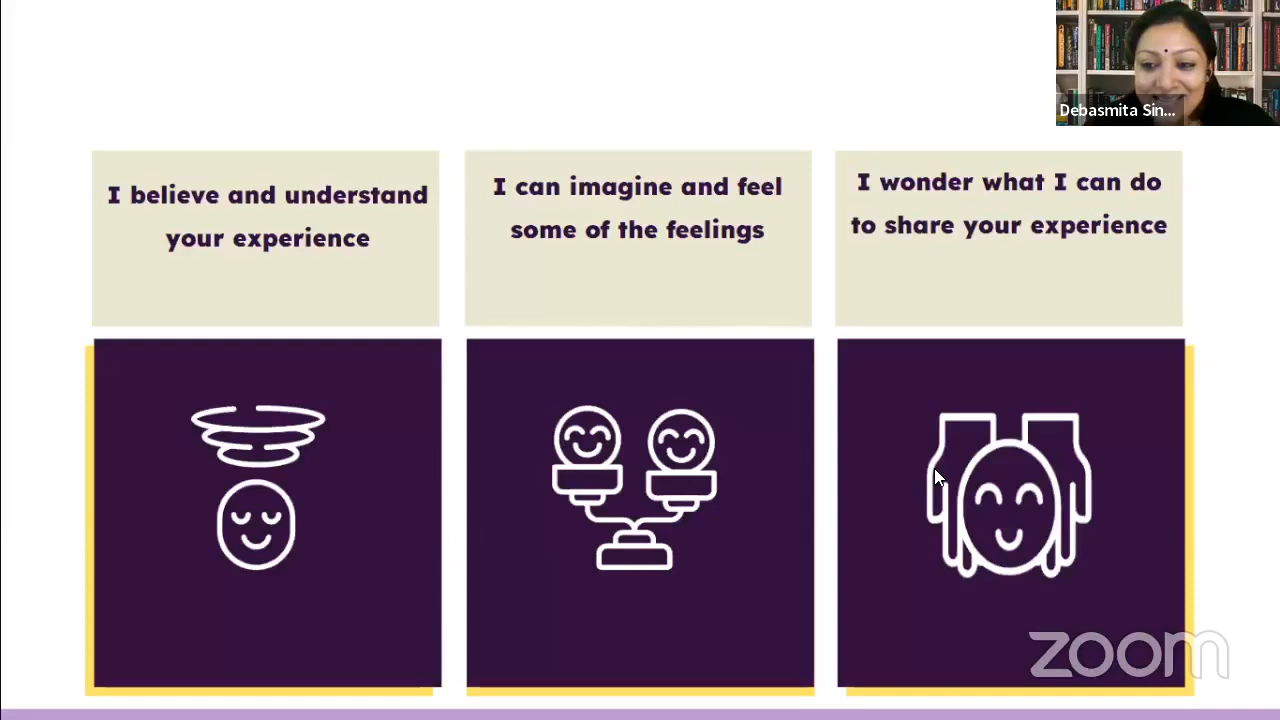 Debasmita Sin...
I believe and understand
your experience
I can imagine and feel
some of the feelings
I wonder what I can do
to share your experience
zoom